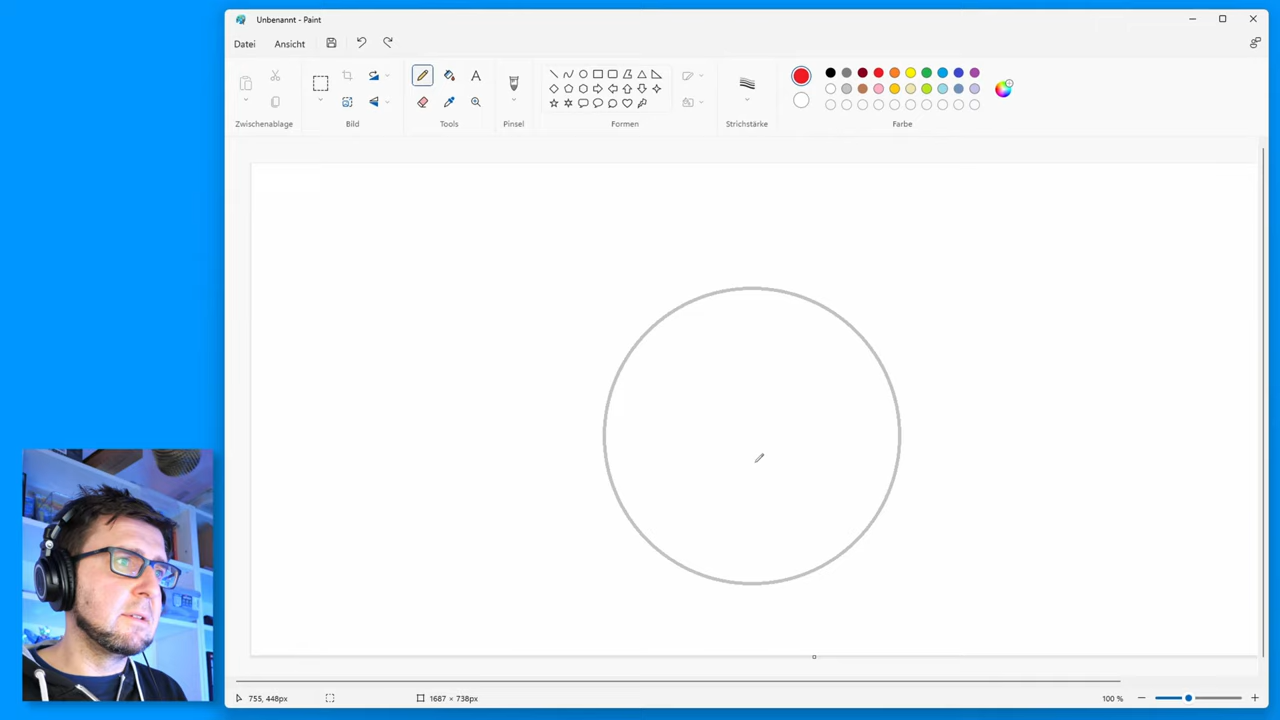 Unbenannt - Paint
Datei Ansicht
Zwischenablage Bild Tools Pinsel Formen Strichstärke Farbe
755, 448px 1687 × 738px 100 %